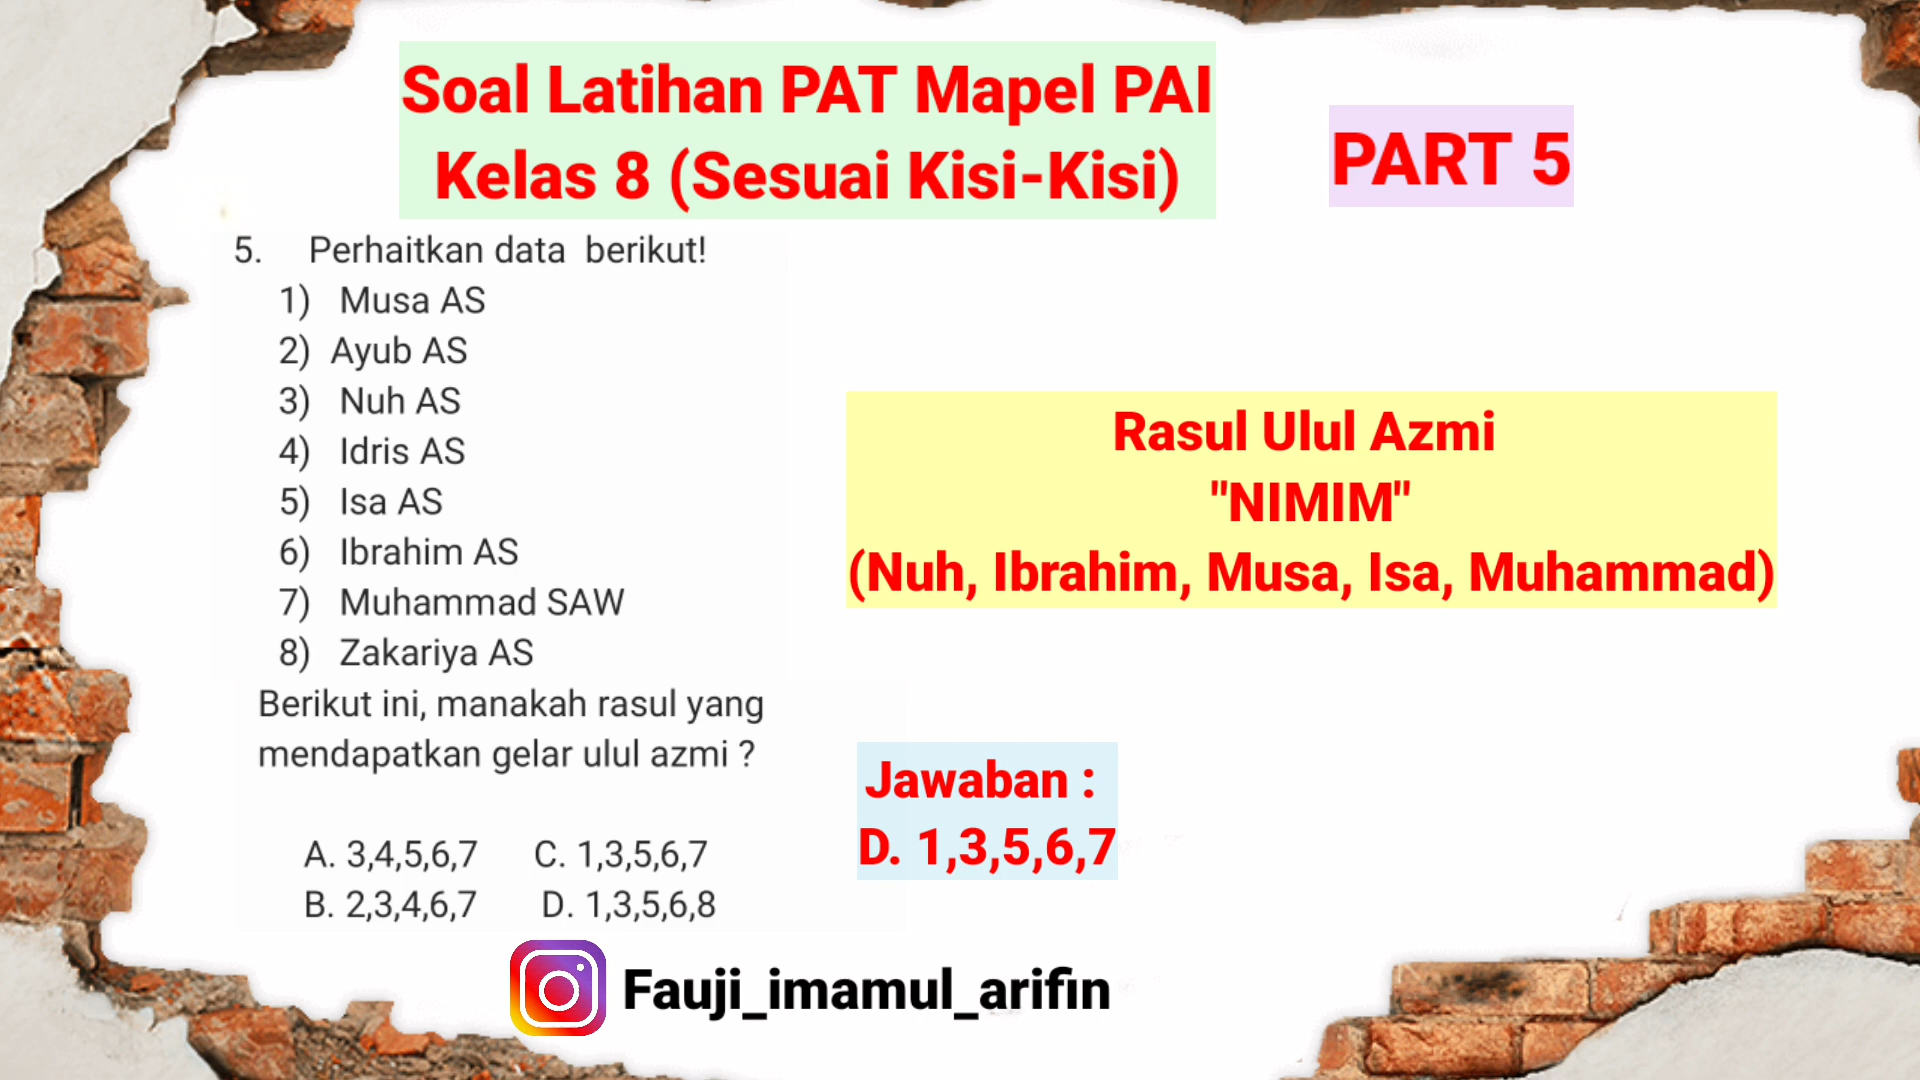 Soal Latihan PAT Mapel PAI
Kelas 8 (Sesuai Kisi-Kisi)
PART 5
5. Perhaitkan data berikut!
1) Musa AS
2) Ayub AS
3) Nuh AS
4) Idris AS
5) Isa AS
6) Ibrahim AS
7) Muhammad SAW
8) Zakariya AS
Berikut ini, manakah rasul yang
mendapatkan gelar ulul azmi ?
A. 3,4,5,6,7 C. 1,3,5,6,7
B. 2,3,4,6,7 D. 1,3,5,6,8
Rasul Ulul Azmi
"NIMIM"
(Nuh, Ibrahim, Musa, Isa, Muhammad)
Jawaban :
D. 1,3,5,6,7
Fauji_imamul_arifin